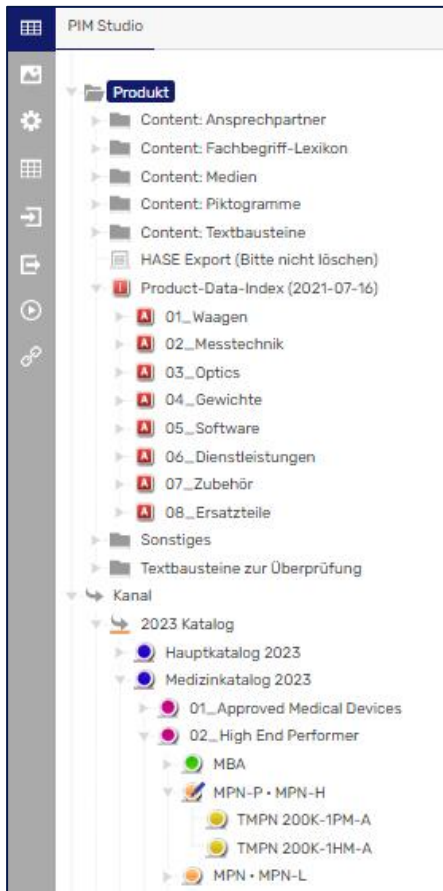 PIM Studio
Produkt
Content: Ansprechpartner
Content: Fachbegriff-Lexikon
Content: Medien
Content: Piktogramme
Content: Textbausteine
HASE Export (Bitte nicht löschen)
Product-Data-Index (2021-07-16)
01_Waagen
02_Messtechnik
03_Optics
04_Gewichte
05_Software
06_Dienstleistungen
07_Zubehör
08_Ersatzteile
Sonstiges
Textbausteine zur Überprüfung
Kanal
2023 Katalog
Hauptkatalog 2023
Medizinkatalog 2023
01_Approved Medical Devices
02_High End Performer
MBA
MPN-P • MPN-H
TMPN 200K-1PM-A
TMPN 200K-1HM-A
MPN • MPN-L